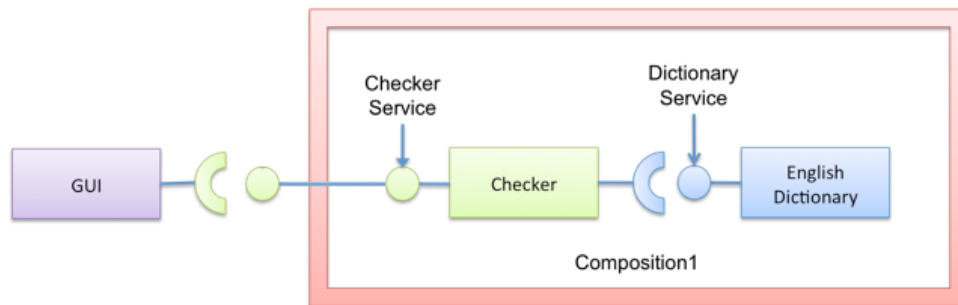 Checker
Service
Dictionary
Service
GUI
Checker
English
Dictionary
Composition1